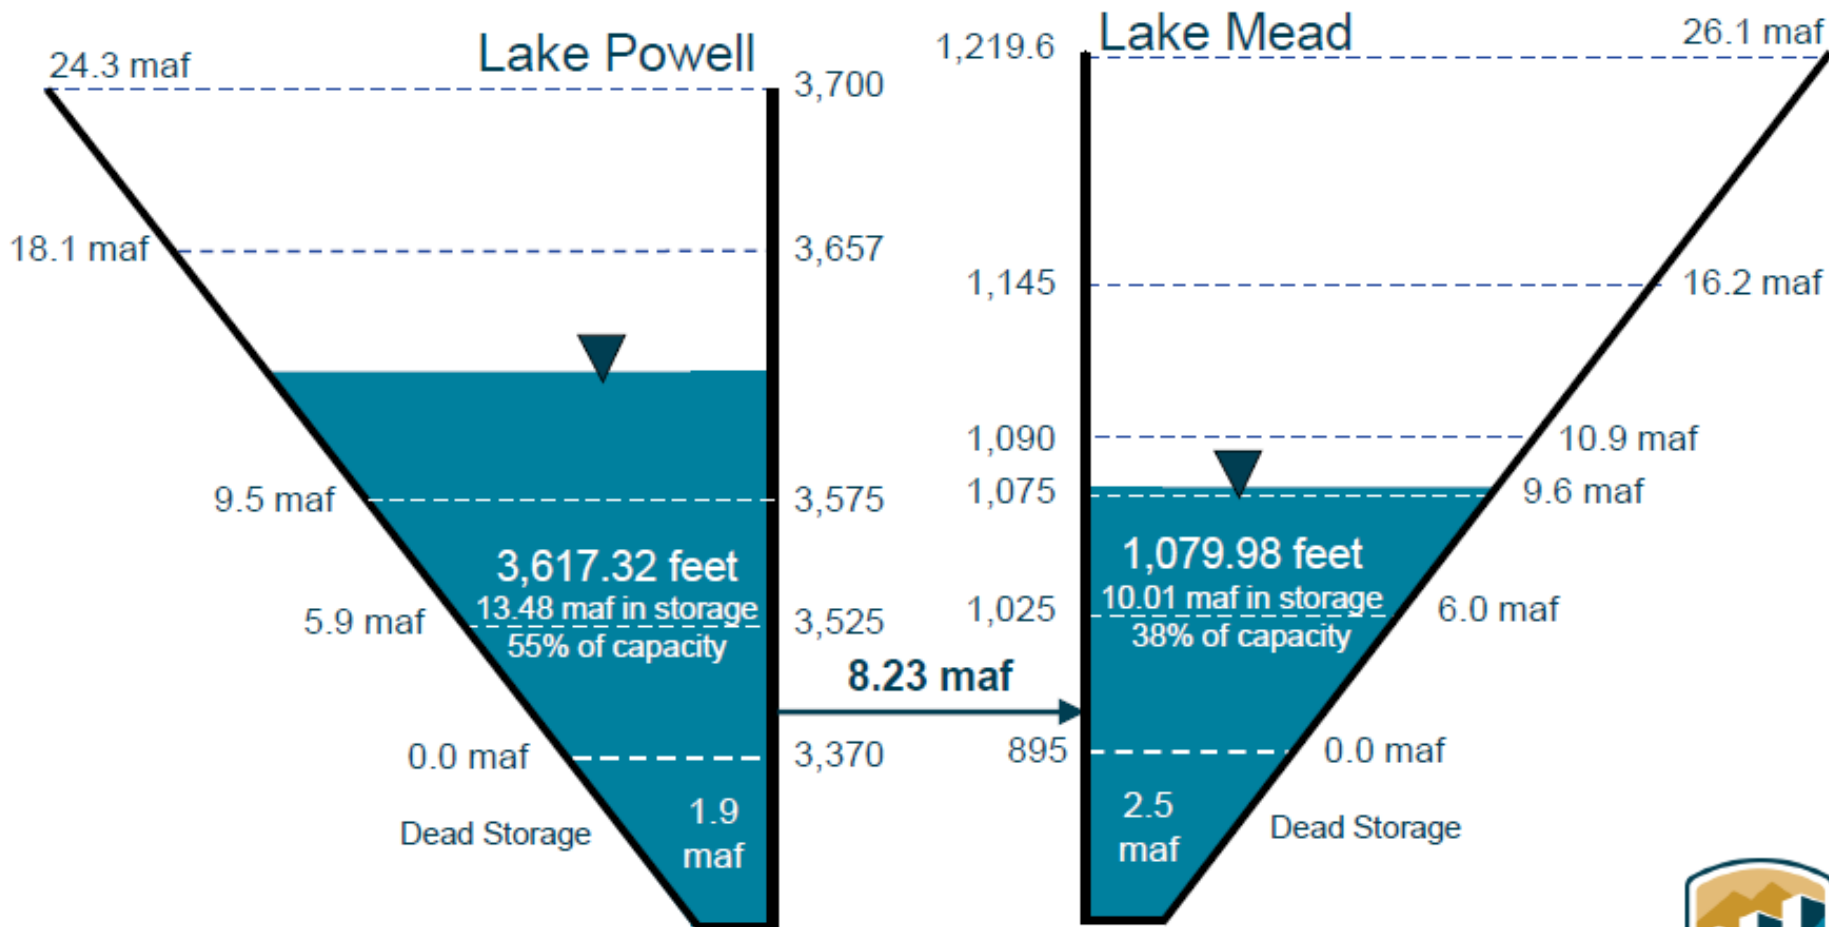 Lake Powell
24.3 maf
3,700
18.1 maf
3,657
9.5 maf
3,575
3,617.32 feet
13.48 maf in storage
5.9 maf
3,525
55% of capacity
0.0 maf
3,370
1.9
maf
Dead Storage
8.23 maf
Lake Mead
1,219.6
26.1 maf
1,145
16.2 maf
1,090
10.9 maf
1,075
9.6 maf
1,079.98 feet
10.01 maf in storage
1,025
6.0 maf
38% of capacity
895
0.0 maf
2.5
maf
Dead Storage